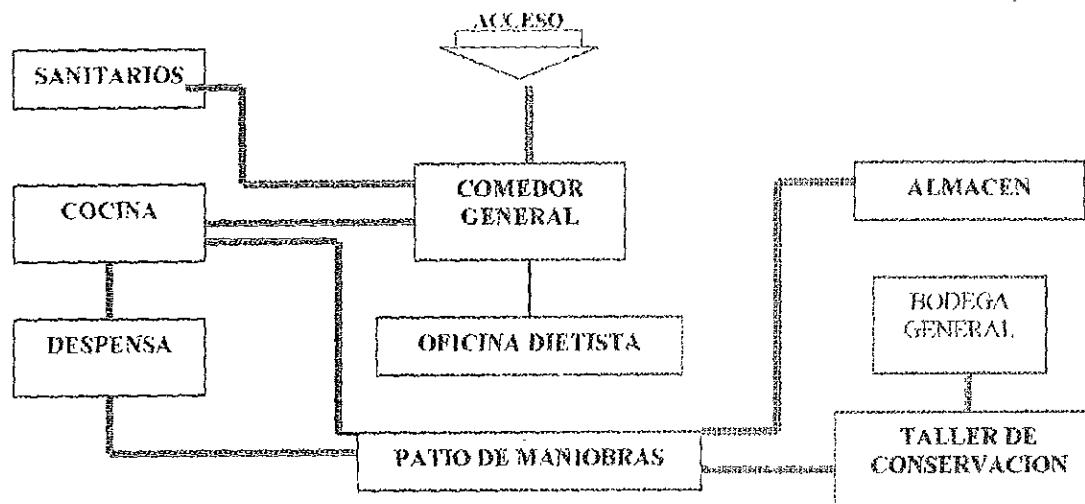 ACCESO
SANITARIOS
COMEDOR
GENERAL
COCINA
ALMACEN
BODEGA
GENERAL
DESPENSA
OFICINA DIETISTA
PATIO DE MANIOBRAS
TALLER DE
CONSERVACION